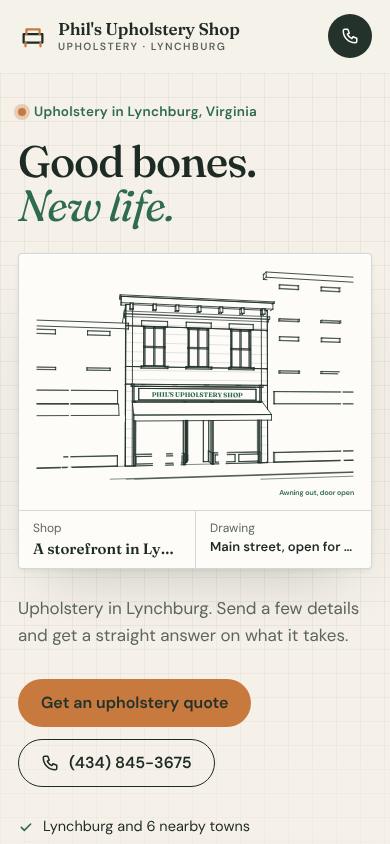 Phil's Upholstery Shop
UPHOLSTERY · LYNCHBURG
Upholstery in Lynchburg, Virginia
Good bones.
New life.
PHIL'S UPHOLSTERY SHOP
Awning out, door open
Shop
A storefront in Ly...
Drawing
Main street, open for ...
Upholstery in Lynchburg. Send a few details
and get a straight answer on what it takes.
Get an upholstery quote
(434) 845-3675
Lynchburg and 6 nearby towns